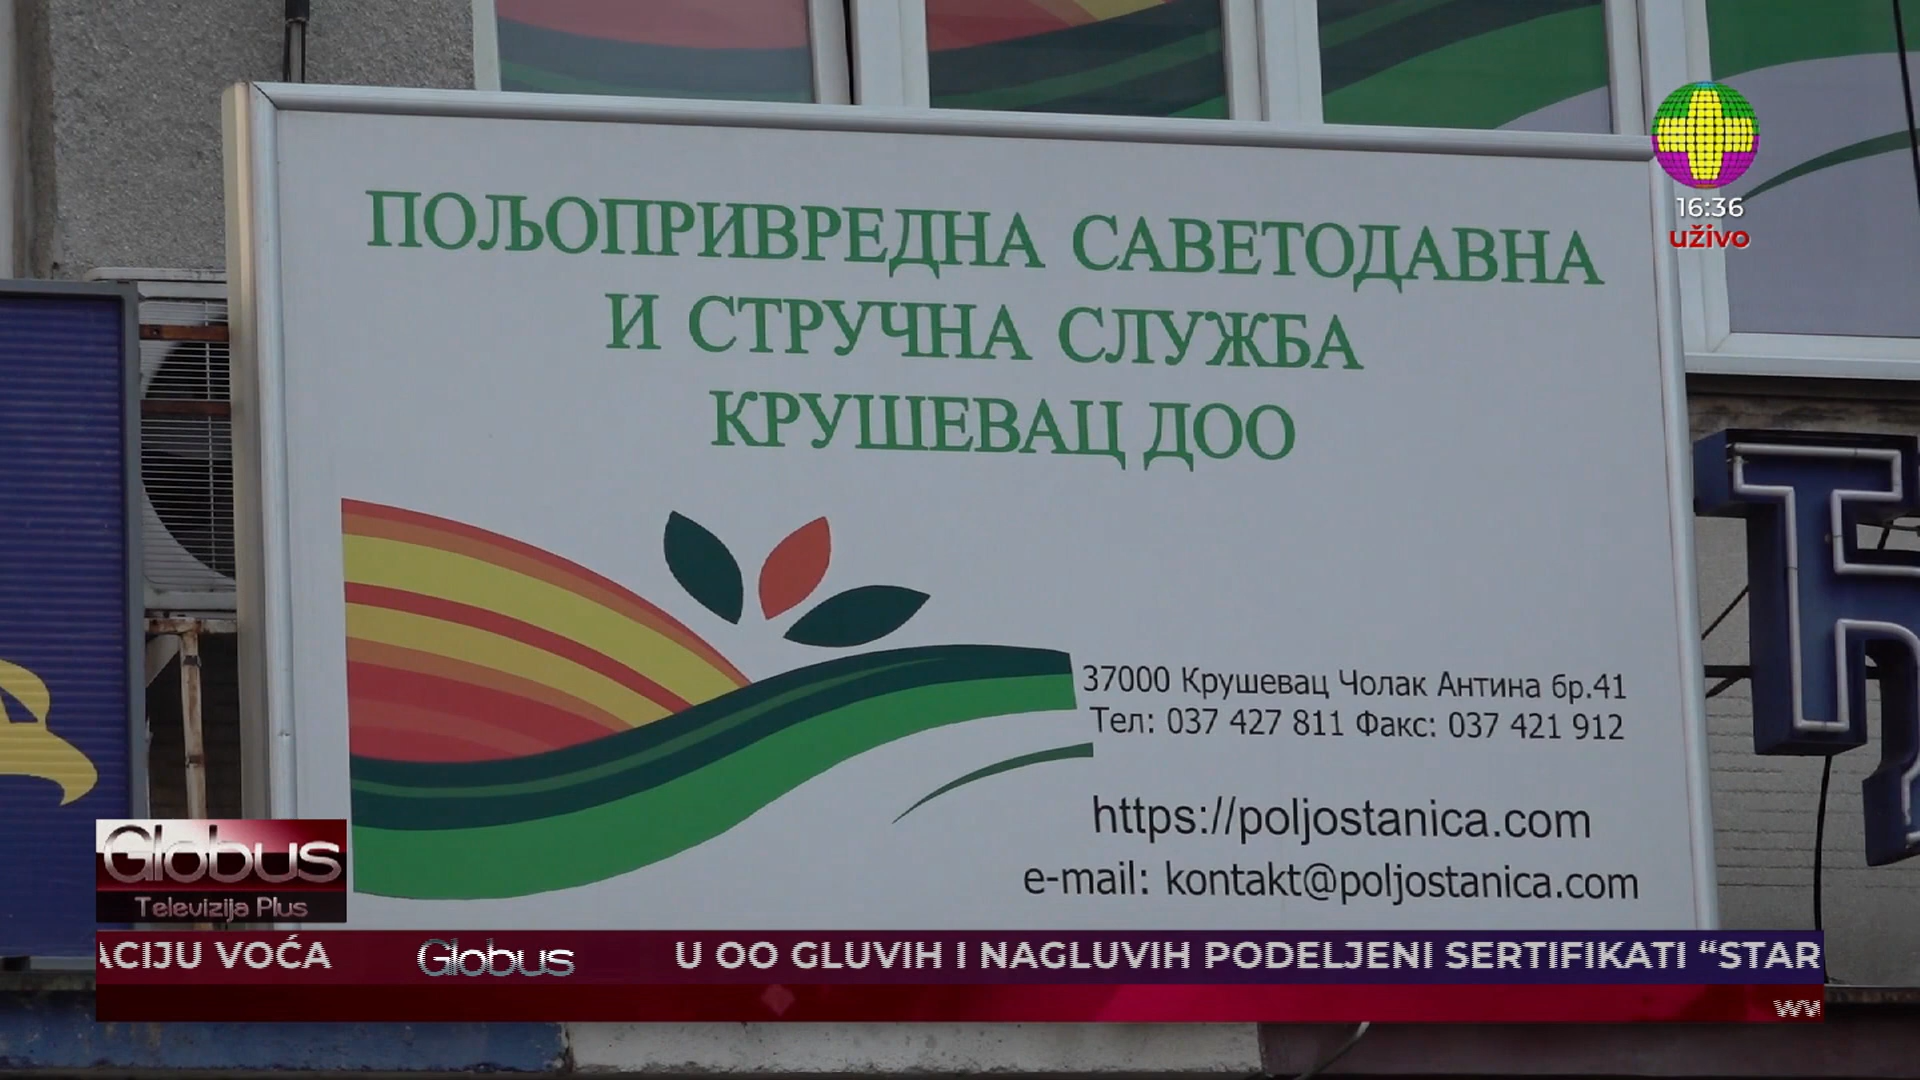 ПОЉОПРИВРЕДНА САВЕТОДАВНА
И СТРУЧНА СЛУЖБА
КРУШЕВАЦ ДОО
16:36
uživo
37000 Крушевац Чолак Антина бр.41
Тел: 037 427 811 Факс: 037 421 912
https://poljostanica.com
e-mail: kontakt@poljostanica.com
Globus
Televizija Plus
ACIJU VOĆA Globus U OO GLUVIH I NAGLUVIH PODELJENI SERTIFIKATI “STAR